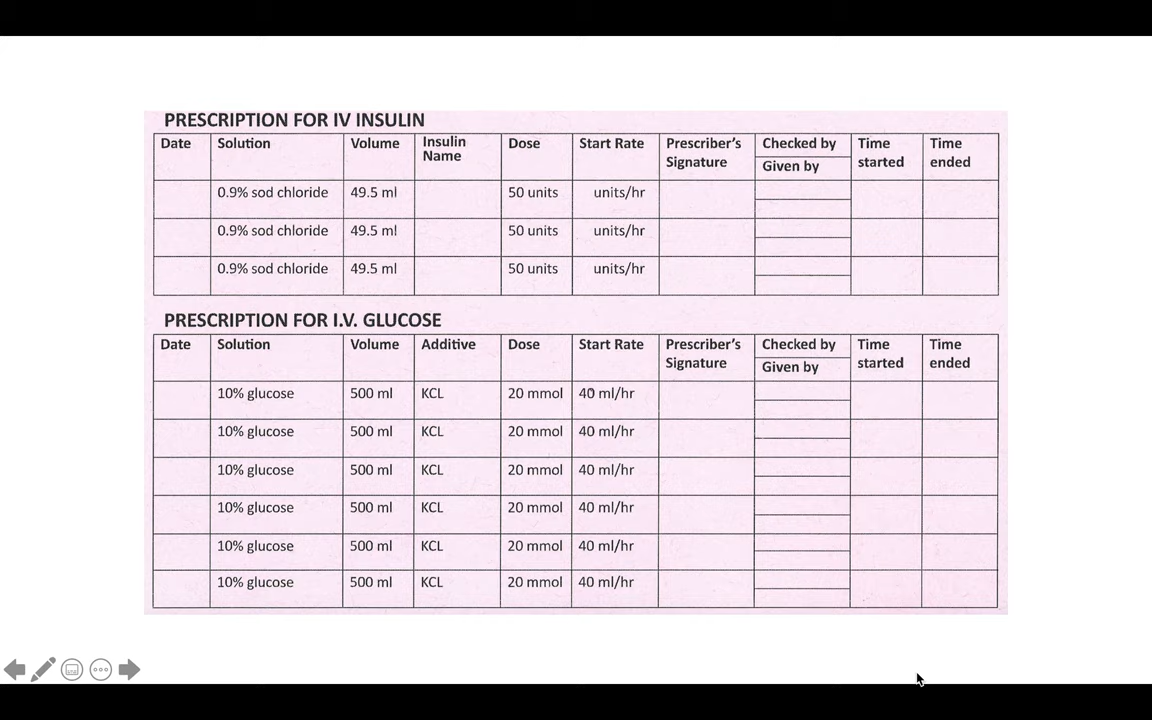 PRESCRIPTION FOR IV INSULIN
Date Solution Volume Insulin Name Dose Start Rate Prescriber's Signature Checked by Given by Time started Time ended
0.9% sod chloride 49.5 ml 50 units units/hr
0.9% sod chloride 49.5 ml 50 units units/hr
0.9% sod chloride 49.5 ml 50 units units/hr
PRESCRIPTION FOR I.V. GLUCOSE
Date Solution Volume Additive Dose Start Rate Prescriber's Signature Checked by Given by Time started Time ended
10% glucose 500 ml KCL 20 mmol 40 ml/hr
10% glucose 500 ml KCL 20 mmol 40 ml/hr
10% glucose 500 ml KCL 20 mmol 40 ml/hr
10% glucose 500 ml KCL 20 mmol 40 ml/hr
10% glucose 500 ml KCL 20 mmol 40 ml/hr
10% glucose 500 ml KCL 20 mmol 40 ml/hr